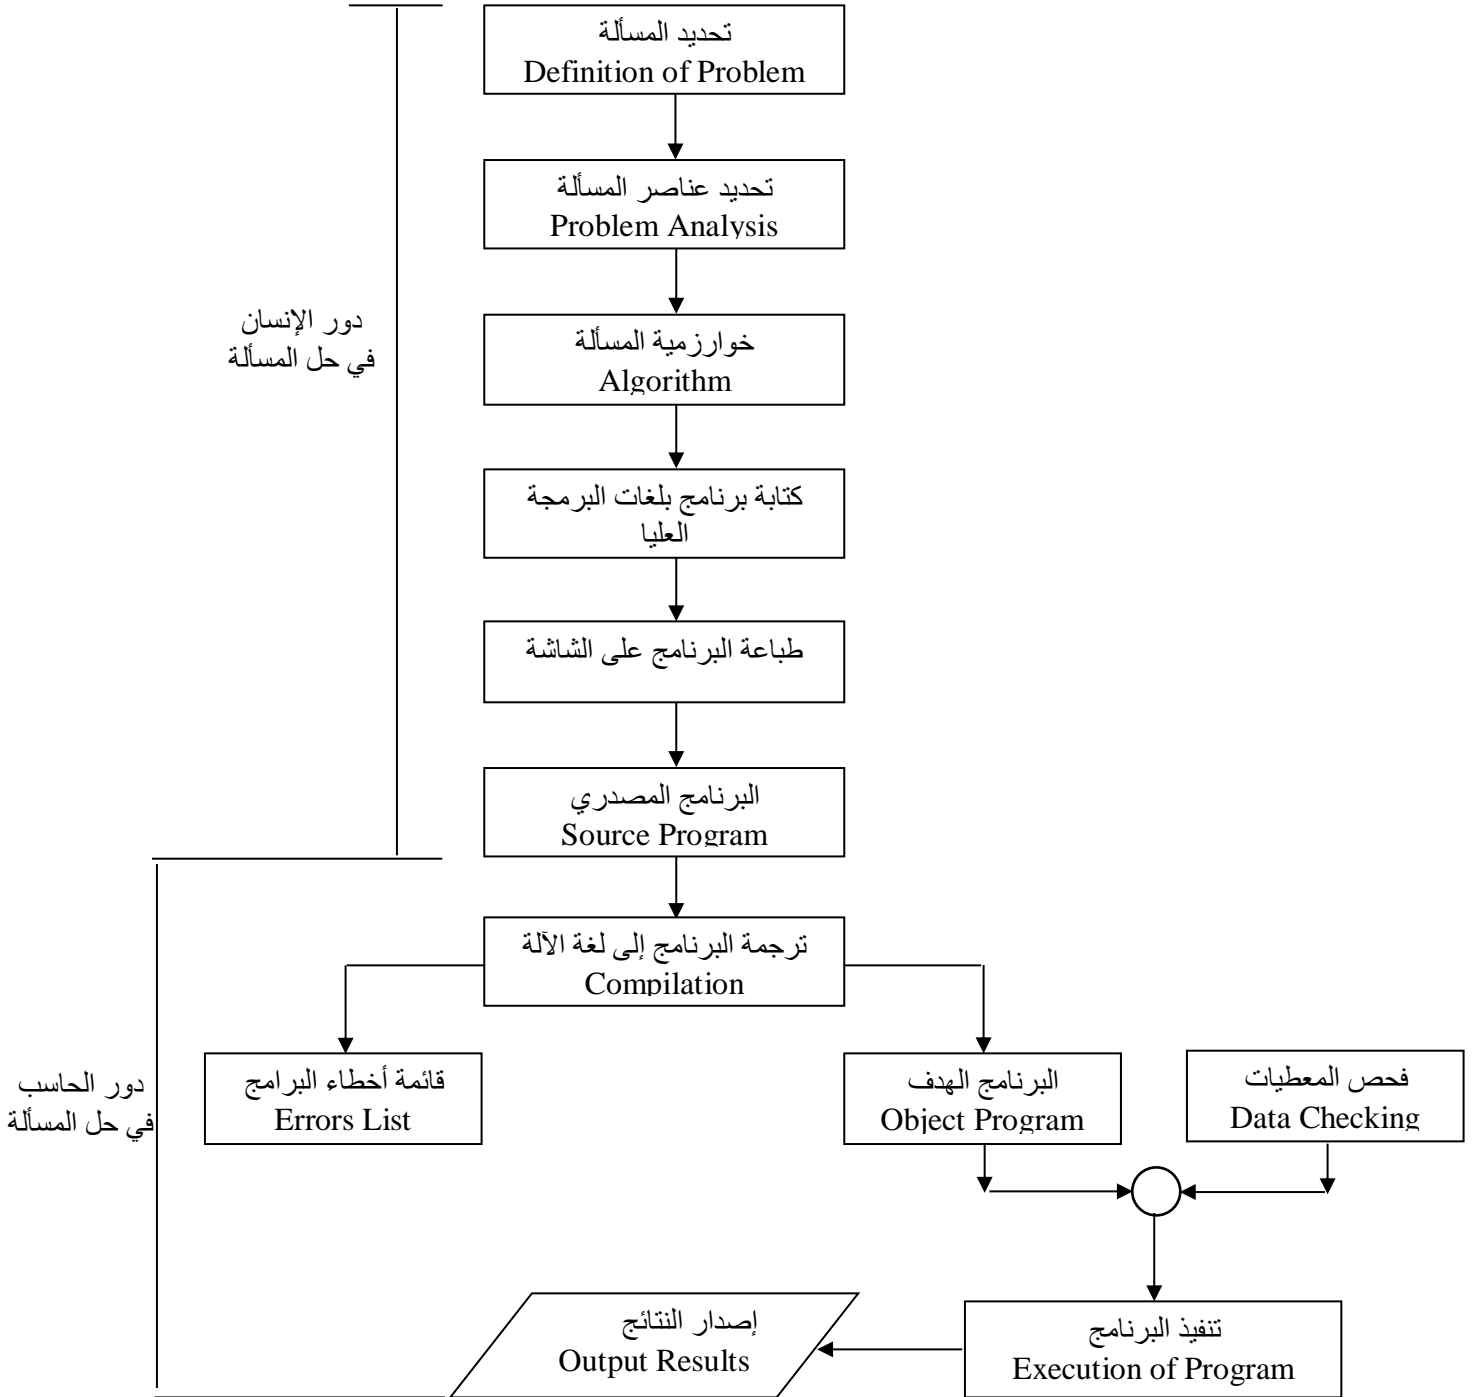 تحديد المسألة
Definition of Problem
تحديد عناصر المسألة
Problem Analysis
دور الإنسان
في حل المسألة
خوارزمية المسألة
Algorithm
كتابة برنامج بلغات البرمجة
العليا
طباعة البرنامج على الشاشة
البرنامج المصدري
Source Program
ترجمة البرنامج إلى لغة الآلة
Compilation
دور الحاسب
في حل المسألة
قائمة أخطاء البرامج
Errors List
البرنامج الهدف
Object Program
فحص المعطيات
Data Checking
تنفيذ البرنامج
Execution of Program
إصدار النتائج
Output Results